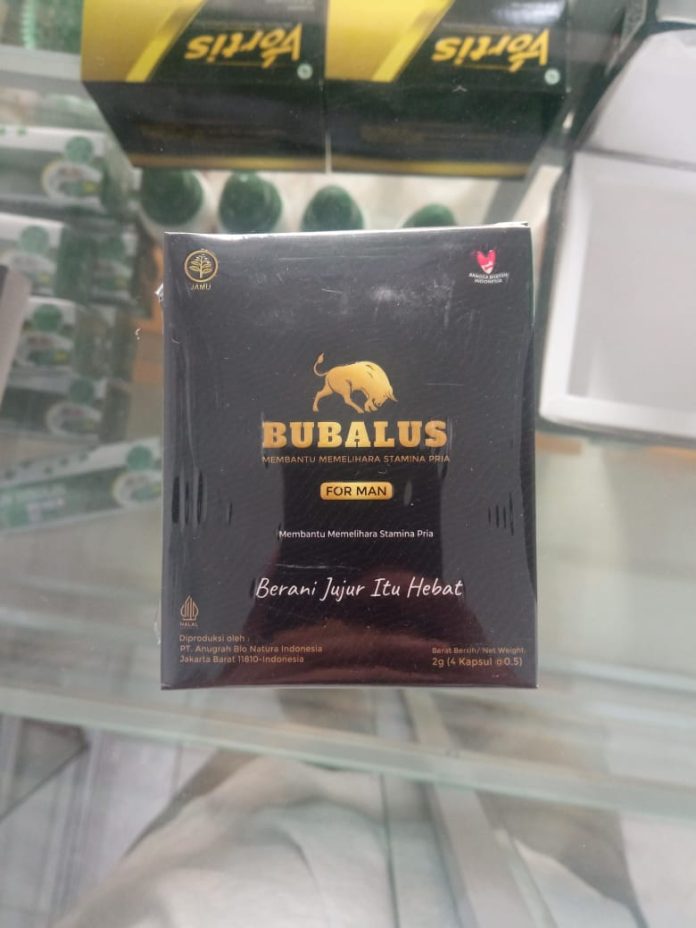 Vortis
Vortis
JAMU
BANGGA BUATAN
INDONESIA
BUBALUS
MEMBANTU MEMELIHARA STAMINA PRIA
FOR MAN
Membantu Memelihara Stamina Pria
Berani Jujur Itu Hebat
HALAL
Diproduksi oleh :
PT. Anugrah Bio Natura Indonesia
Jakarta Barat 11810-Indonesia
Barat Bersih/ Net Weight:
2g (4 Kapsul @0.5)